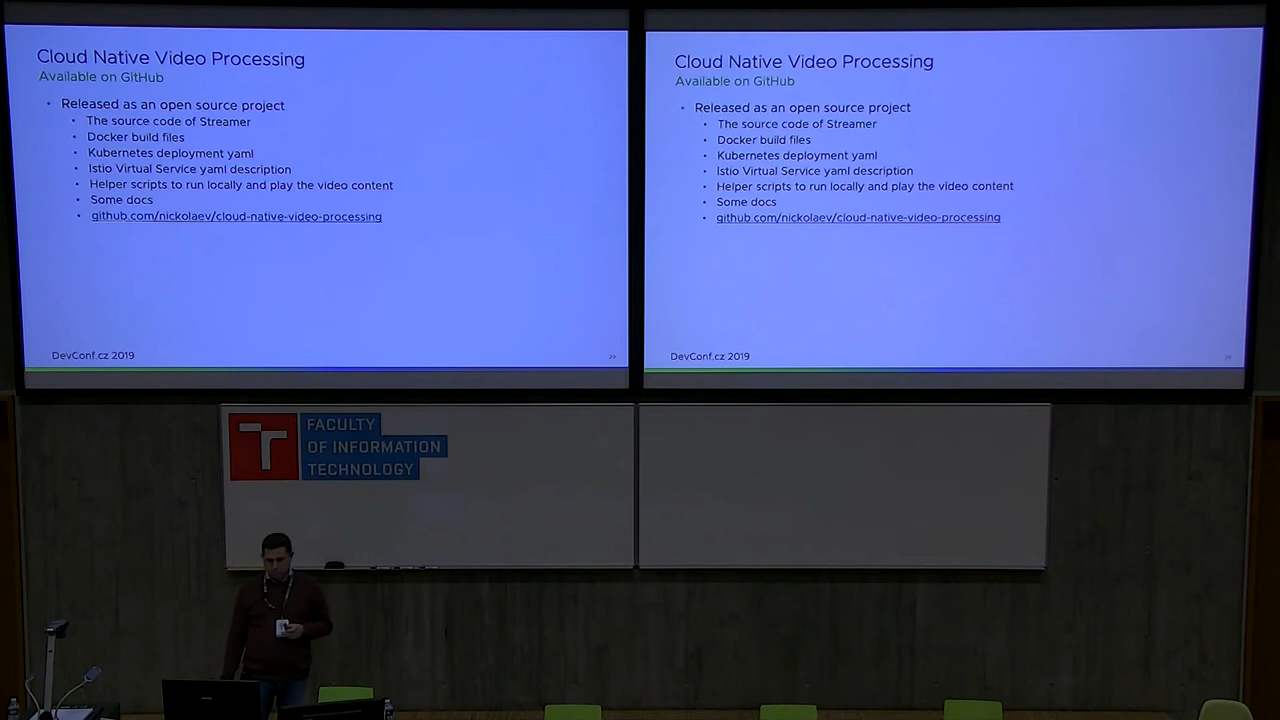 Cloud Native Video Processing
Available on GitHub
• Released as an open source project
• The source code of Streamer
• Docker build files
• Kubernetes deployment yaml
• Istio Virtual Service yaml description
• Helper scripts to run locally and play the video content
• Some docs
• github.com/nickolaev/cloud-native-video-processing
DevConf.cz 2019
Cloud Native Video Processing
Available on GitHub
• Released as an open source project
• The source code of Streamer
• Docker build files
• Kubernetes deployment yaml
• Istio Virtual Service yaml description
• Helper scripts to run locally and play the video content
• Some docs
• github.com/nickolaev/cloud-native-video-processing
DevConf.cz 2019
T FACULTY
OF INFORMATION
TECHNOLOGY